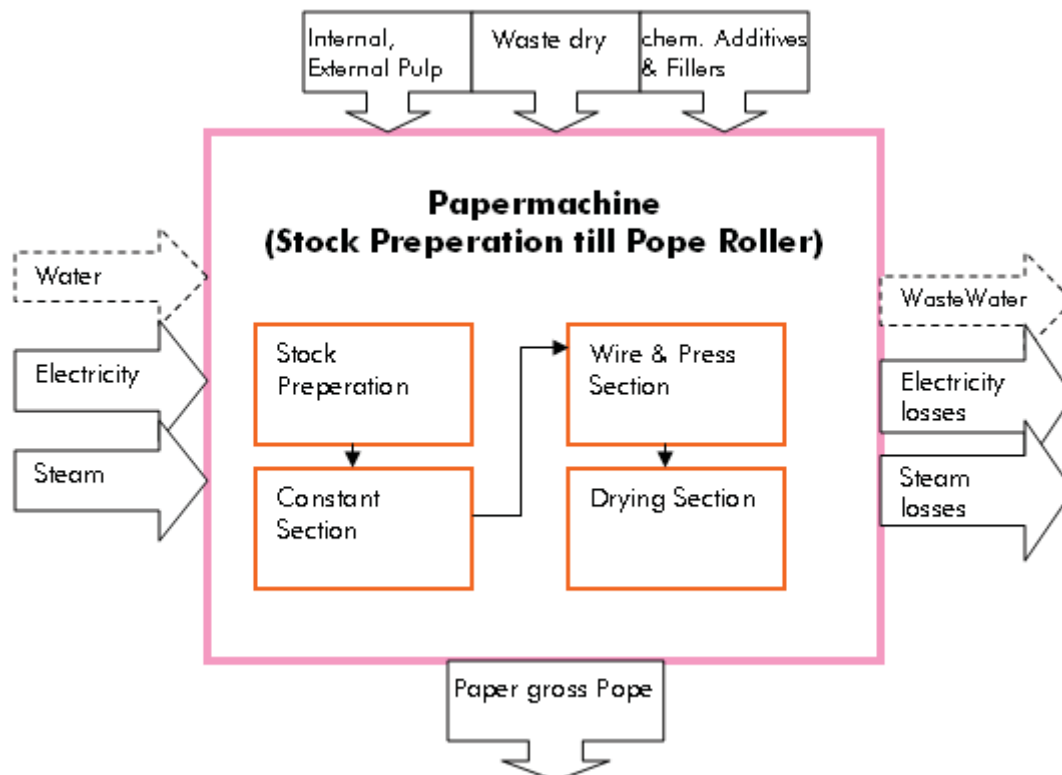 Internal,
External Pulp
Waste dry
chem. Additives
& Fillers
Papermachine
(Stock Preperation till Pope Roller)
Water
Electricity
Steam
Stock
Preperation
Constant
Section
Wire & Press
Section
Drying Section
WasteWater
Electricity
losses
Steam
losses
Paper gross Pope